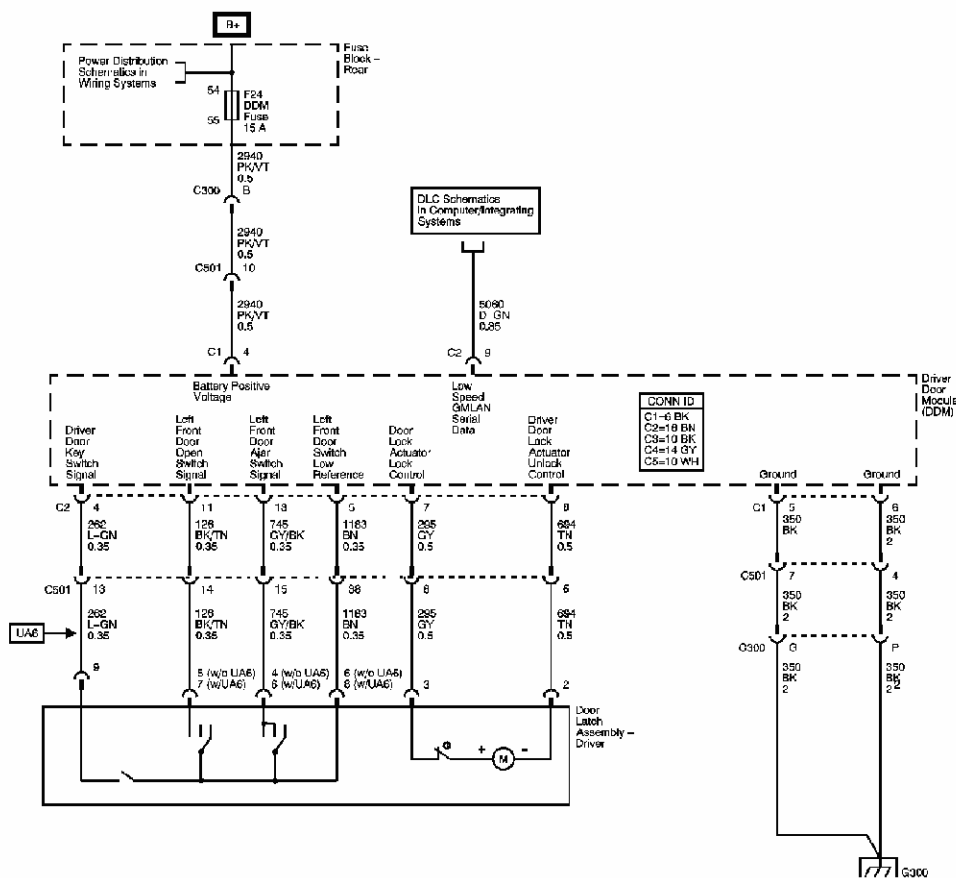 B+
Fuse
Block –
Rear
Power Distribution
Schematics in
Wiring Systems
54
55
F24
DDM
Fuse
15 A
2940
PK/VT
0.5
C300 B
2940
PK/VT
0.5
C501 10
2940
PK/VT
0.5
C1 4
DLC Schematics
in Computer/Integrating
Systems
5060
D-GN
0.85
C2 9
Driver
Door
Module
(DDM)
Battery Positive
Voltage
Low
Speed
GMLAN
Serial
Data
CONN ID
C1=6 BK
C2=16 BN
C3=10 BK
C4=14 GY
C5=10 WH
Driver
Door
Key
Switch
Signal
Left
Front
Door
Open
Switch
Signal
Left
Front
Door
Ajar
Switch
Signal
Left
Front
Door
Switch
Low
Reference
Door
Lock
Actuator
Lock
Control
Driver
Door
Lock
Actuator
Unlock
Control
Ground
Ground
C2 4 11 13 5 7 8
C1 5 6
262
L-GN
0.35
126
BK/TN
0.35
745
GY/BK
0.35
1183
BN
0.35
295
GY
0.5
694
TN
0.5
350
BK
350
BK
2
C501 13 14 15 6 5
C501 7 4
262
L-GN
0.35
126
BK/TN
0.35
745
GY/BK
0.35
1183
BN
0.35
295
GY
0.5
694
TN
0.5
350
BK
2
350
BK
2
UA6
9
5 (w/o UA6)
7 (w/UA6)
4 (w/o UA6)
6 (w/UA6)
6 (w/o UA6)
8 (w/UA6)
3
2
G P
350
BK
2
350
BK
2
Door
Latch
Assembly –
Driver
+ M -
G300